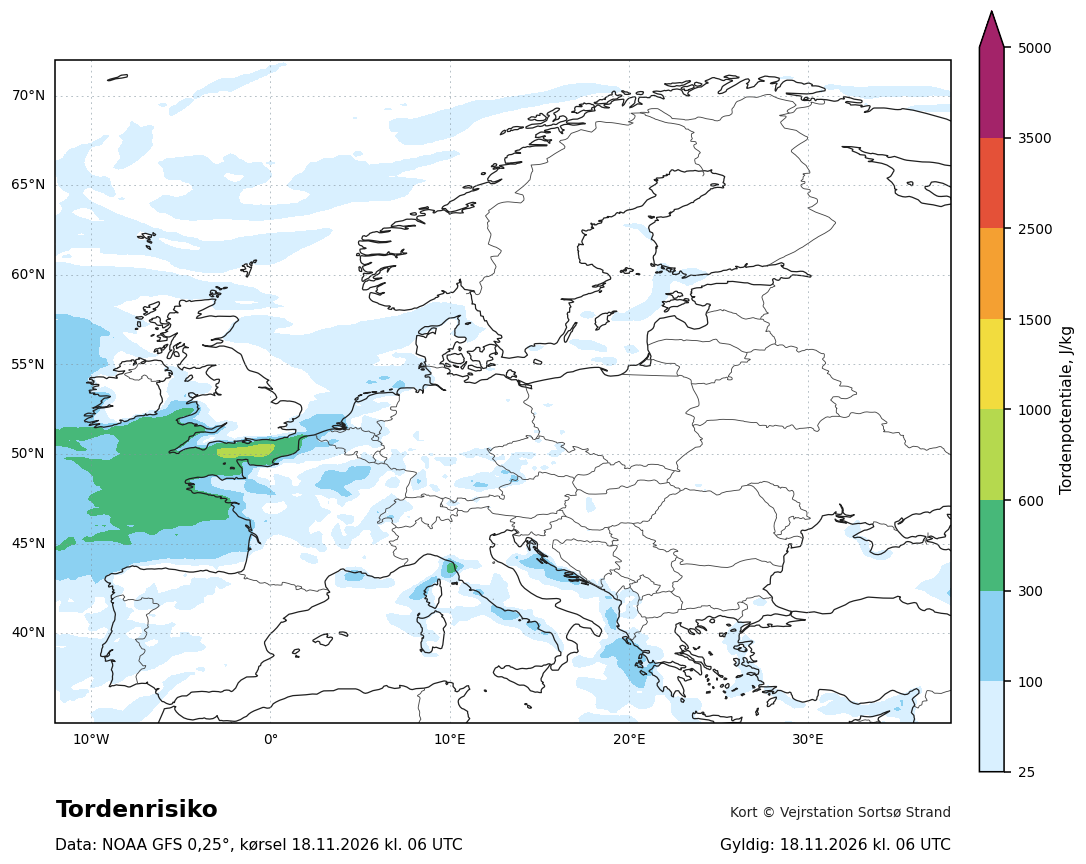 5000
3500
2500
1500
1000
600
300
100
25
Tordenpotentiale, J/kg
70°N
65°N
60°N
55°N
50°N
45°N
40°N
10°W
0°
10°E
20°E
30°E
Tordenrisiko
Kort © Vejrstation Sortsø Strand
Data: NOAA GFS 0,25°, kørsel 18.11.2026 kl. 06 UTC
Gyldig: 18.11.2026 kl. 06 UTC